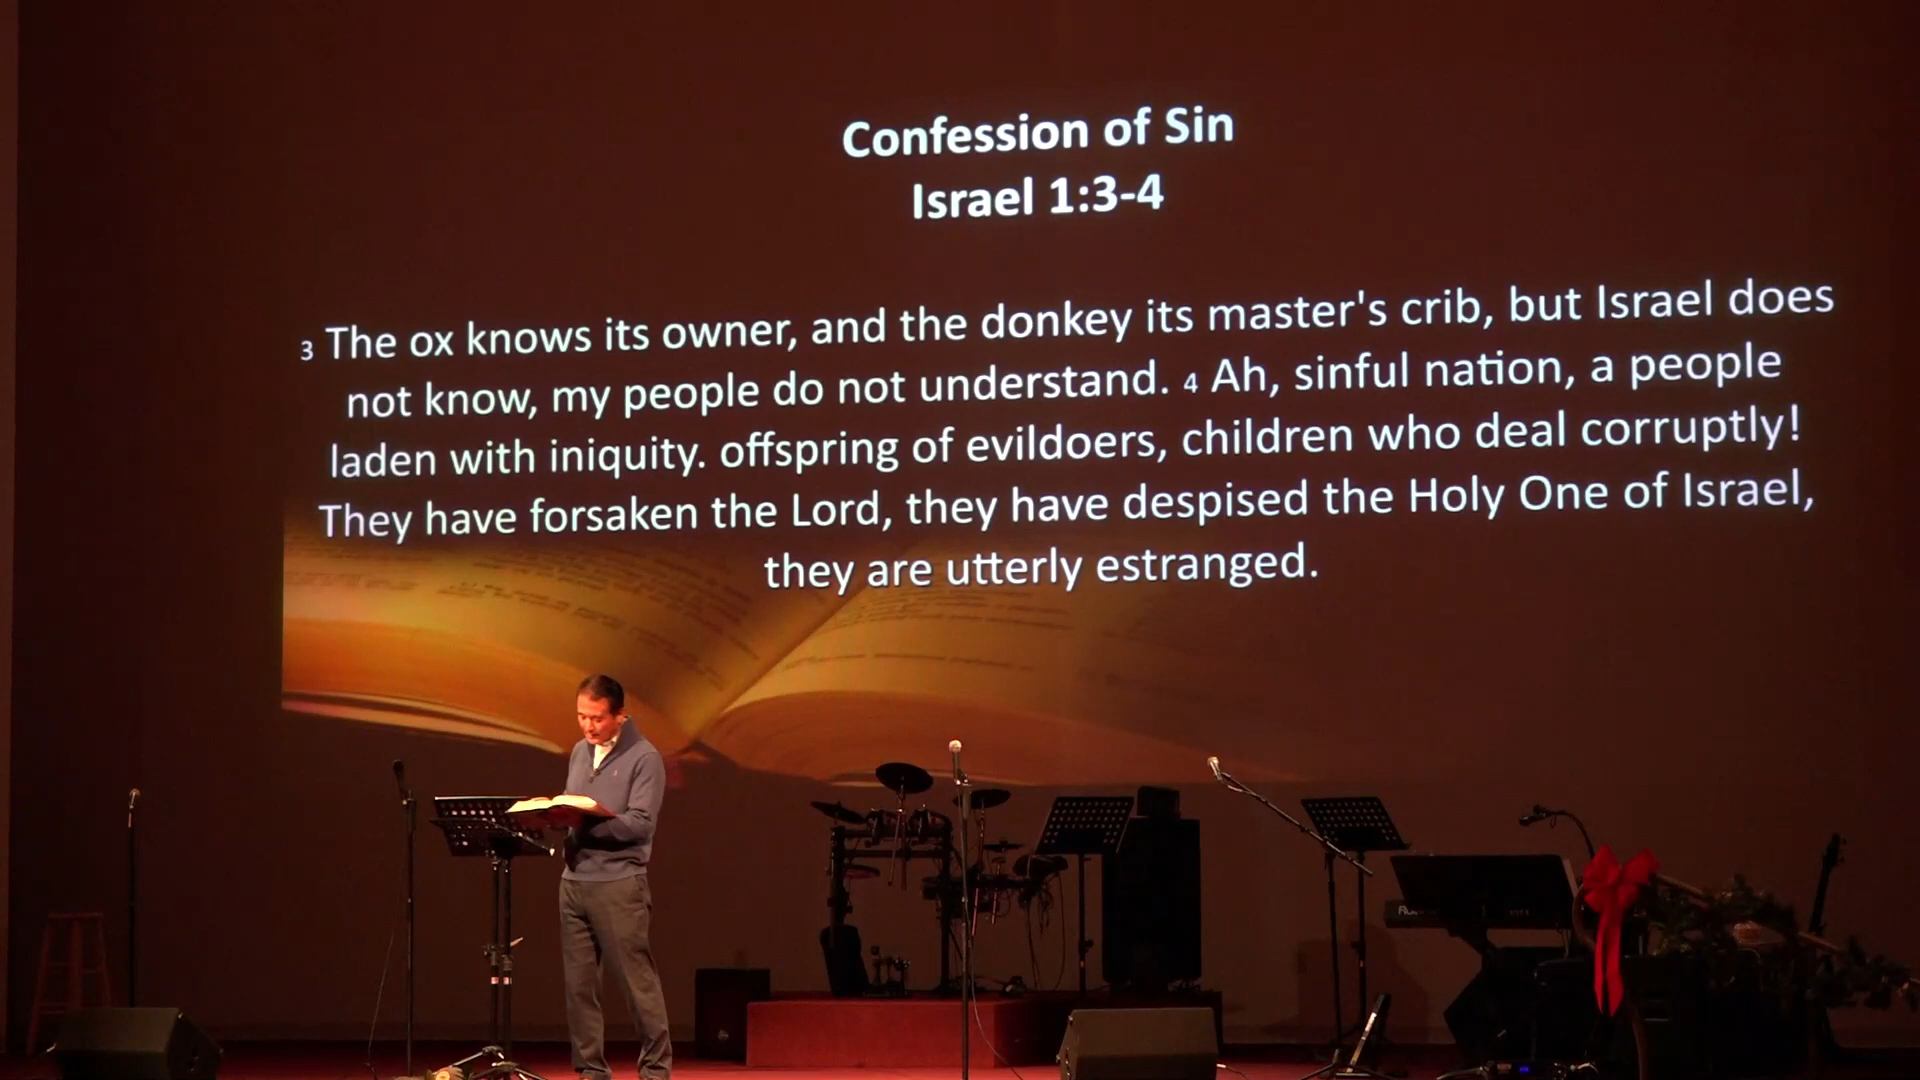 Confession of Sin
Israel 1:3-4
3 The ox knows its owner, and the donkey its master's crib, but Israel does
not know, my people do not understand. 4 Ah, sinful nation, a people
laden with iniquity. offspring of evildoers, children who deal corruptly!
They have forsaken the Lord, they have despised the Holy One of Israel,
they are utterly estranged.